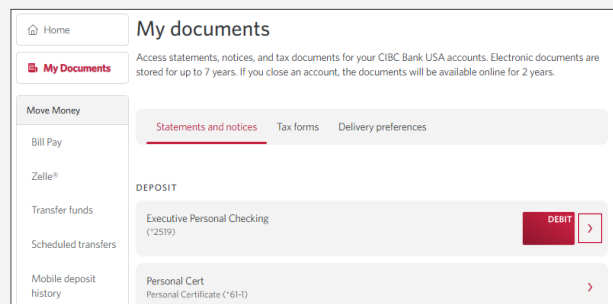 Home
My Documents
Move Money
Bill Pay
Zelle®
Transfer funds
Scheduled transfers
Mobile deposit
history
My documents
Access statements, notices, and tax documents for your CIBC Bank USA accounts. Electronic documents are
stored for up to 7 years. If you close an account, the documents will be available online for 2 years.
Statements and notices Tax forms Delivery preferences
DEPOSIT
Executive Personal Checking
(*2519)
DEBIT
Personal Cert
Personal Certificate (*61-1)